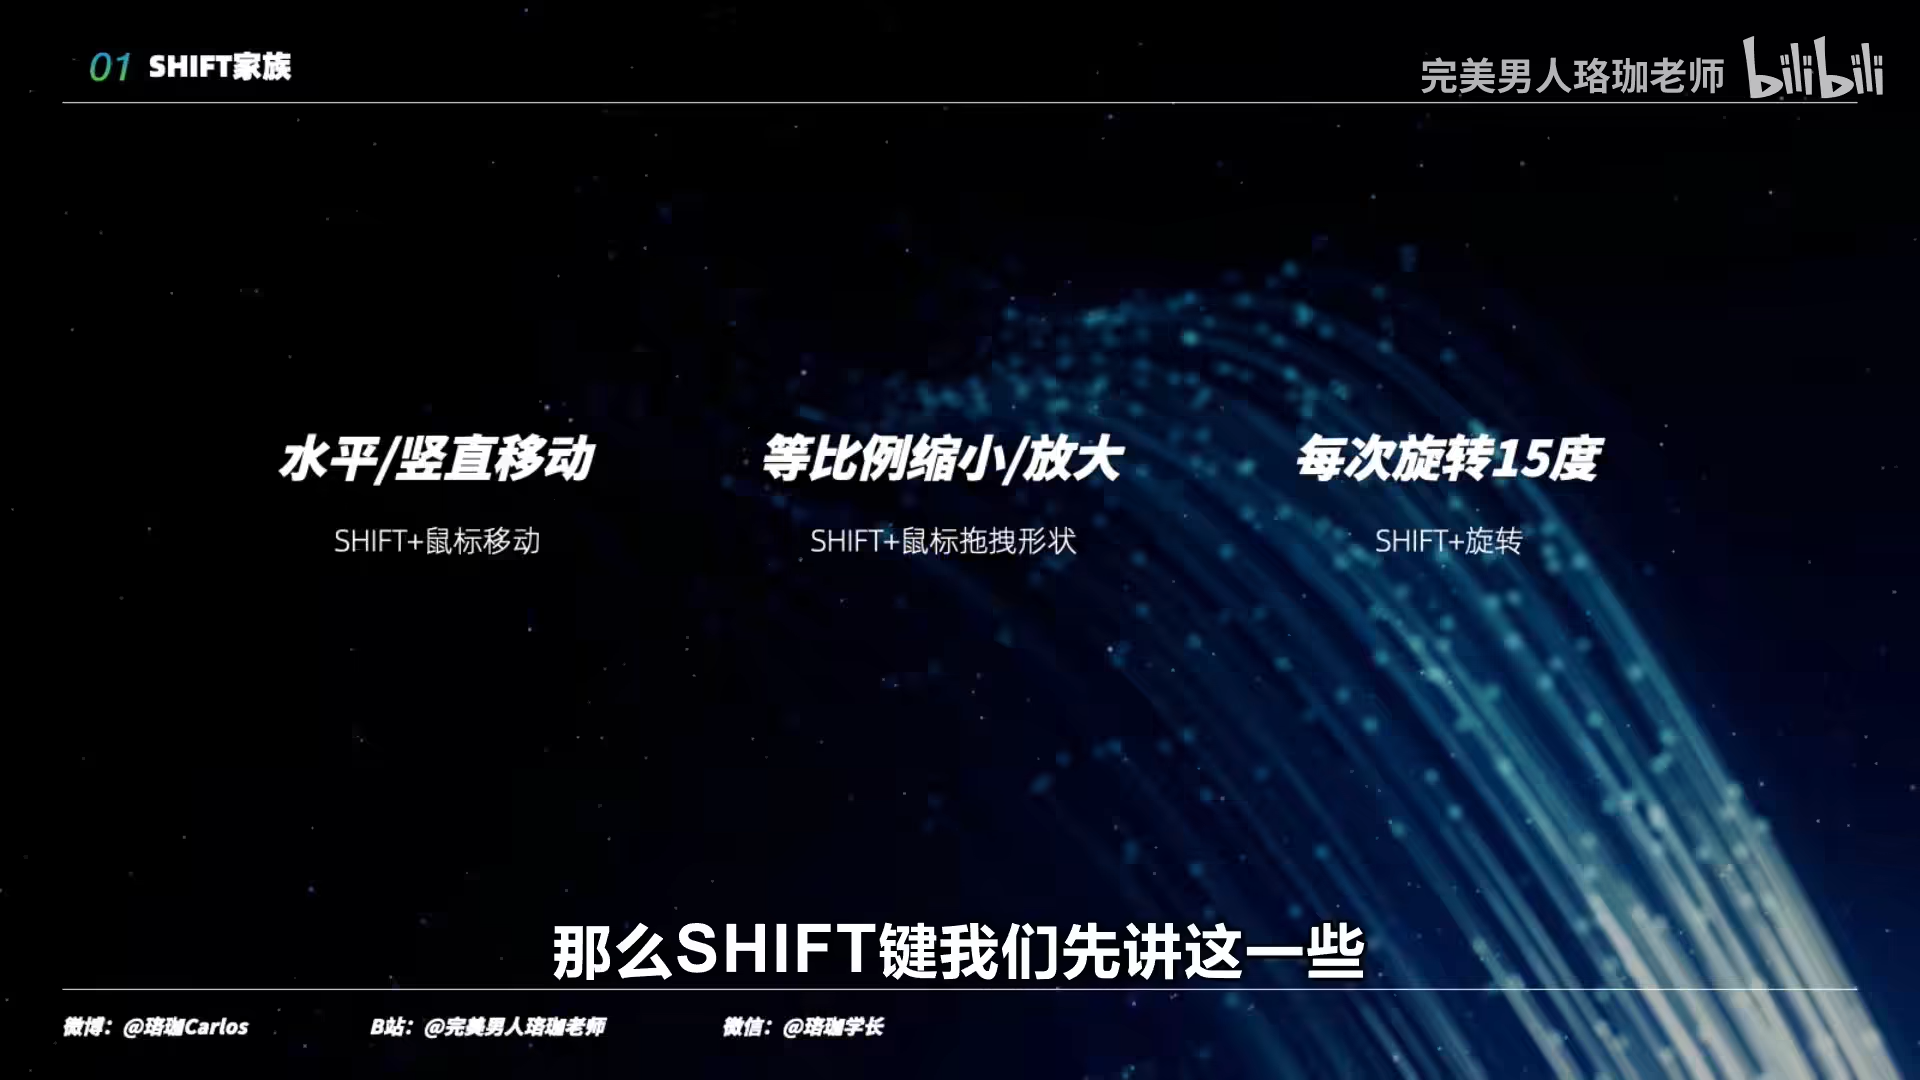 01 SHIFT家族
完美男人珞珈老师 bilibili
水平/竖直移动
SHIFT+鼠标移动
等比例缩小/放大
SHIFT+鼠标拖拽形状
每次旋转15度
SHIFT+旋转
那么SHIFT键我们先讲这一些
微博：@珞珈Carlos
B站：@完美男人珞珈老师
微信：@珞珈学长